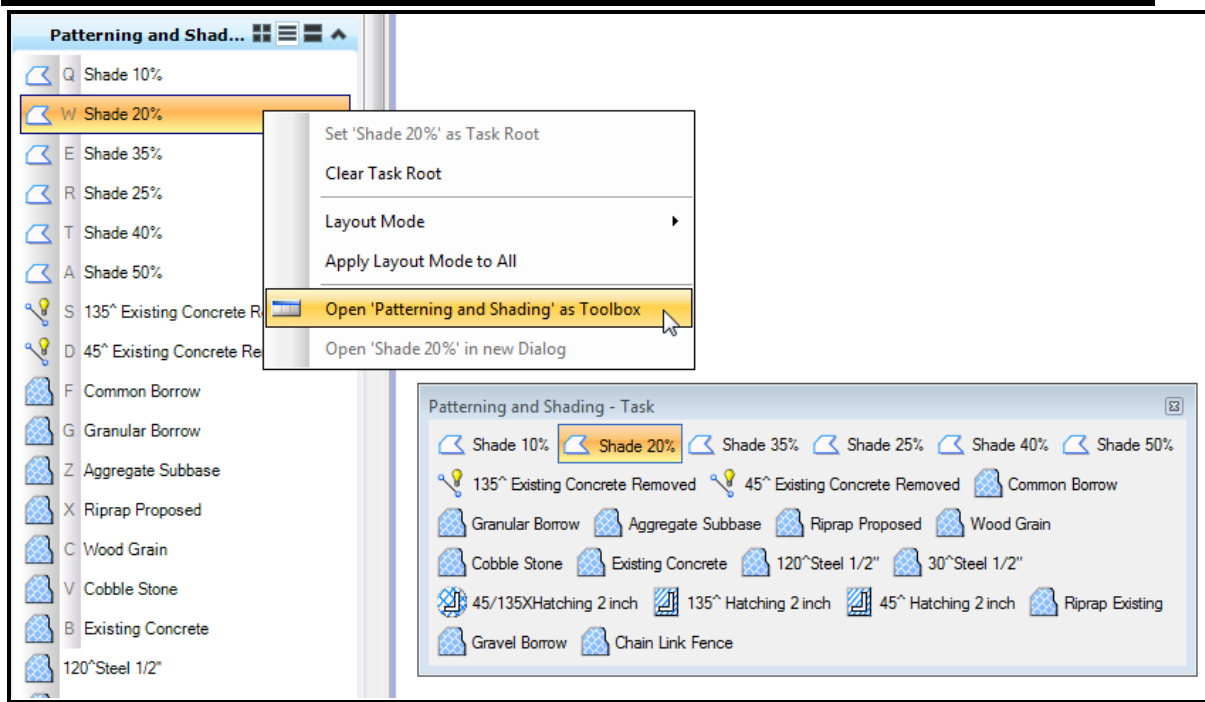 Patterning and Shad...
Q Shade 10%
W Shade 20%
E Shade 35%
R Shade 25%
T Shade 40%
A Shade 50%
S 135^ Existing Concrete R
D 45^ Existing Concrete Re
F Common Borrow
G Granular Borrow
Z Aggregate Subbase
X Riprap Proposed
C Wood Grain
V Cobble Stone
B Existing Concrete
120^Steel 1/2"
Set 'Shade 20%' as Task Root
Clear Task Root
Layout Mode
Apply Layout Mode to All
Open 'Patterning and Shading' as Toolbox
Open 'Shade 20%' in new Dialog
Patterning and Shading - Task
Shade 10% Shade 20% Shade 35% Shade 25% Shade 40% Shade 50%
135^ Existing Concrete Removed 45^ Existing Concrete Removed Common Borrow
Granular Borrow Aggregate Subbase Riprap Proposed Wood Grain
Cobble Stone Existing Concrete 120^Steel 1/2" 30^Steel 1/2"
45/135XHatching 2 inch 135^ Hatching 2 inch 45^ Hatching 2 inch Riprap Existing
Gravel Borrow Chain Link Fence